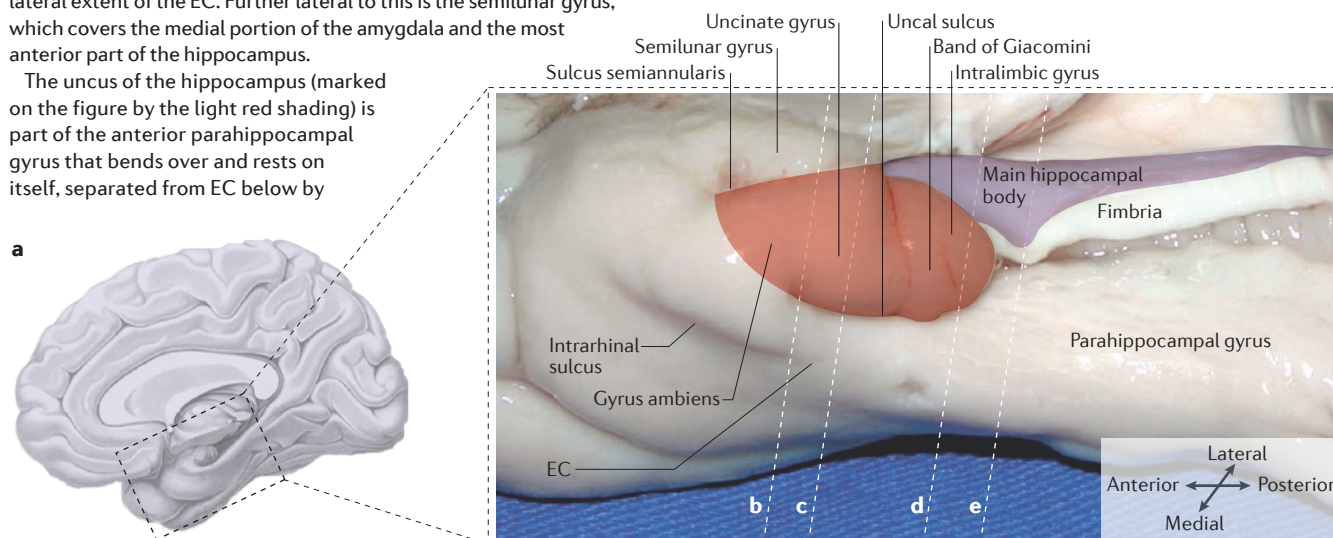 lateral extent of the EC. Further lateral to this is the semilunar gyrus,
which covers the medial portion of the amygdala and the most
anterior part of the hippocampus.
The uncus of the hippocampus (marked
on the figure by the light red shading) is
part of the anterior parahippocampal
gyrus that bends over and rests on
itself, separated from EC below by
a
Uncinate gyrus
Uncal sulcus
Semilunar gyrus
Band of Giacomini
Sulcus semiannularis
Intralimbic gyrus
Main hippocampal
body
Fimbria
Intrarhinal
sulcus
Parahippocampal gyrus
Gyrus ambiens
EC
b
c
d
e
Lateral
Anterior
Posterior
Medial